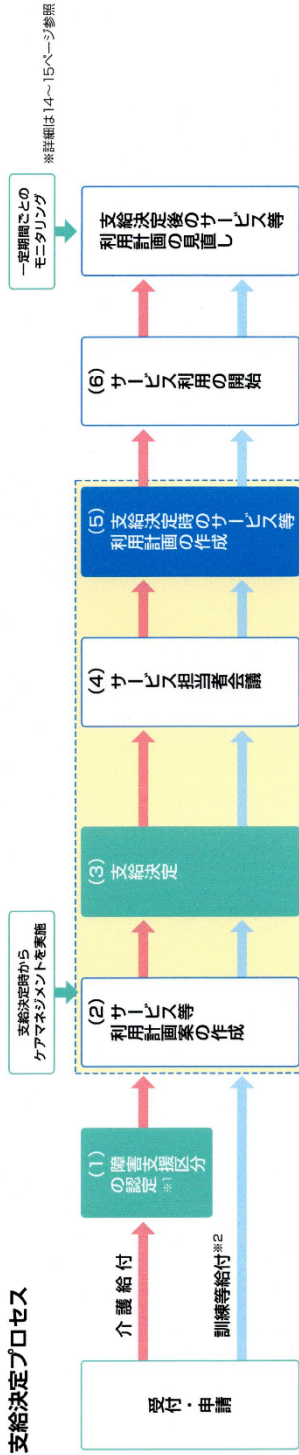 支給決定プロセス
受付・申請
介護給付
訓練等給付※2
(1)
障害支援区分
の認定※1
支給決定時から
ケアマネジメントを実施
(2)
サービス等
利用計画案の作成
(3)
支給決定
(4)
サービス担当者会議
(5)
支給決定時のサービス等
利用計画の作成
(6)
サービス利用の開始
一定期間ごとの
モニタリング
※詳細は14～15ページ参照
支給決定後のサービス等
利用計画の見直し